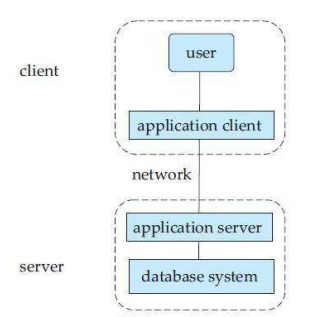 user
client
application client
network
application server
server
database system